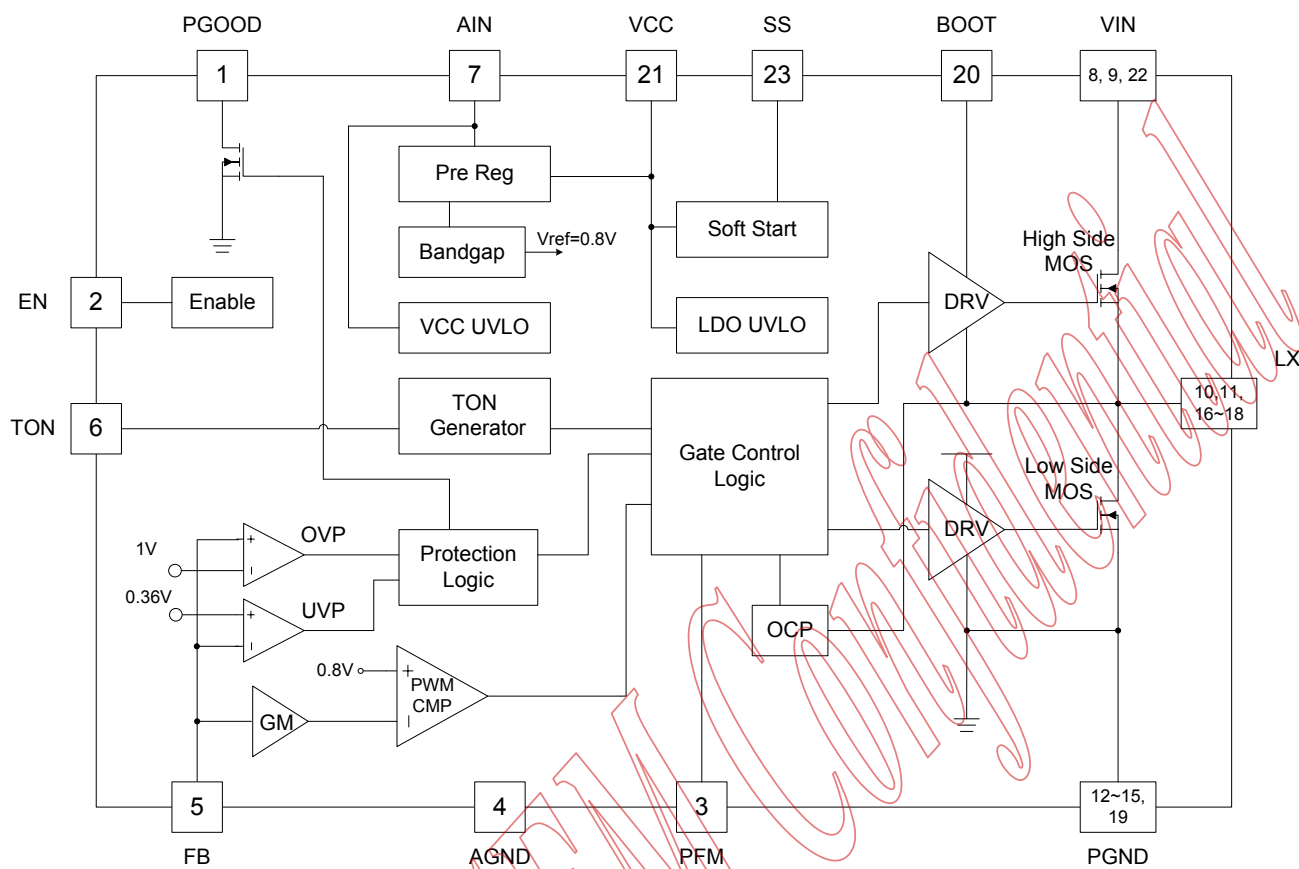 PGOOD
AIN
VCC
SS
BOOT
VIN
1
7
21
23
20
8, 9, 22
Pre Reg
Soft Start
Bandgap
Vref=0.8V
High Side
MOS
EN
2
Enable
VCC UVLO
LDO UVLO
DRV
LX
10,11,
16~18
TON
6
TON
Generator
Gate Control
Logic
Low Side
MOS
DRV
1V
+
-
OVP
Protection
Logic
0.36V
+
-
UVP
OCP
0.8V
+
PWM
CMP
-
GM
5
4
3
12~15,
19
FB
AGND
PFM
PGND
Confidential